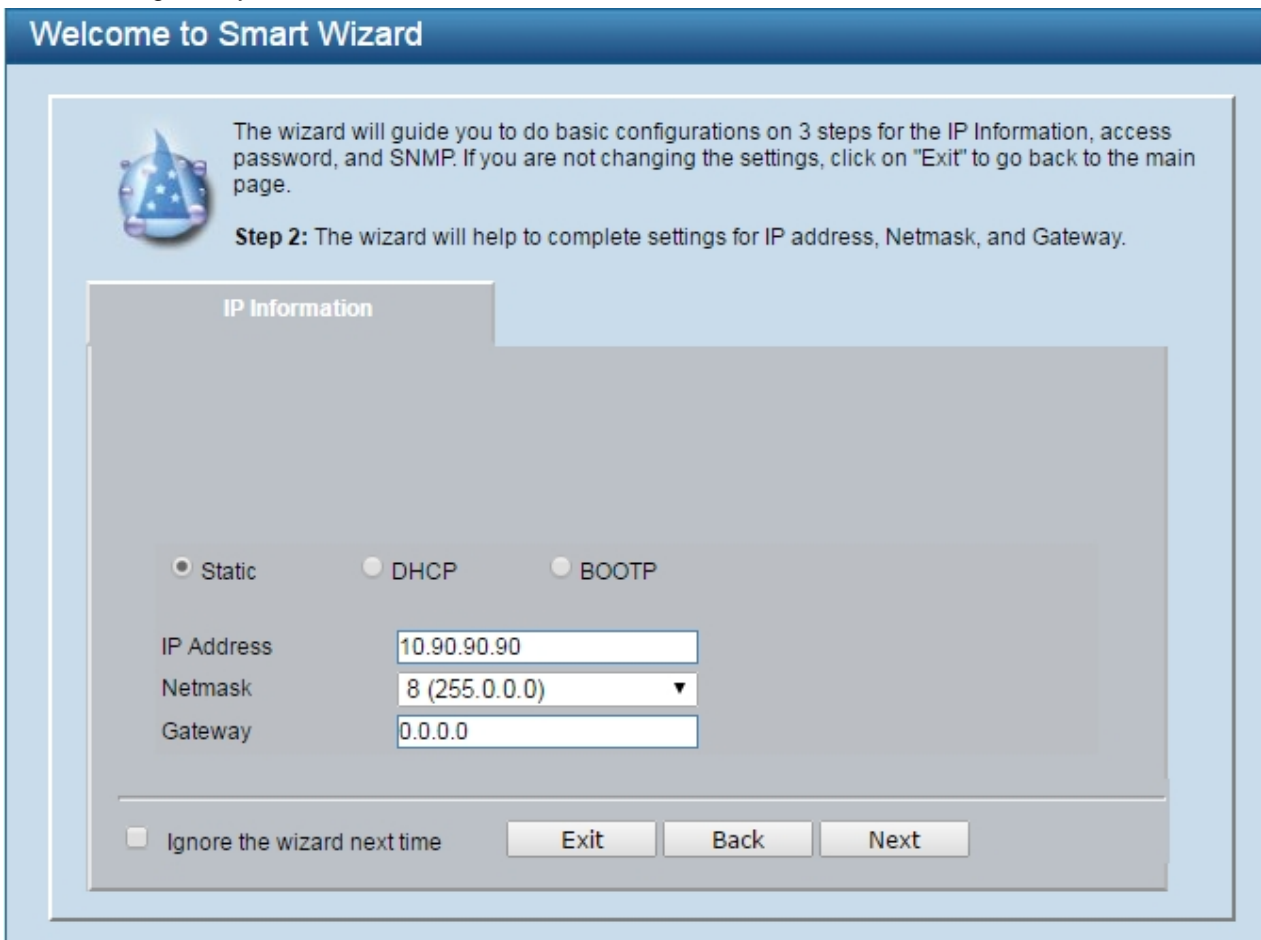 Welcome to Smart Wizard
The wizard will guide you to do basic configurations on 3 steps for the IP Information, access
password, and SNMP. If you are not changing the settings, click on "Exit" to go back to the main
page.
Step 2: The wizard will help to complete settings for IP address, Netmask, and Gateway.
IP Information
Static DHCP BOOTP
IP Address 10.90.90.90
Netmask 8 (255.0.0.0)
Gateway 0.0.0.0
Ignore the wizard next time Exit Back Next